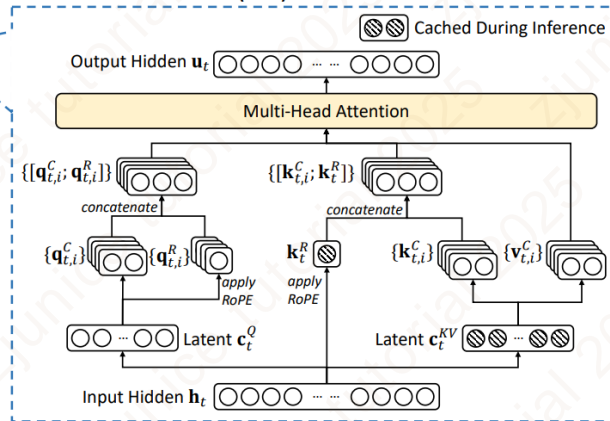 Cached During Inference
Output Hidden u_t
Multi-Head Attention
{[q^C_{t,i}; q^R_{t,i}]}
{[k^C_{t,i}; k^R_t]}
concatenate
concatenate
{q^C_{t,i}}
{q^R_{t,i}}
k^R_t
{k^C_{t,i}}
{v^C_{t,i}}
apply
RoPE
apply
RoPE
Latent c^Q_t
Latent c^{KV}_t
Input Hidden h_t